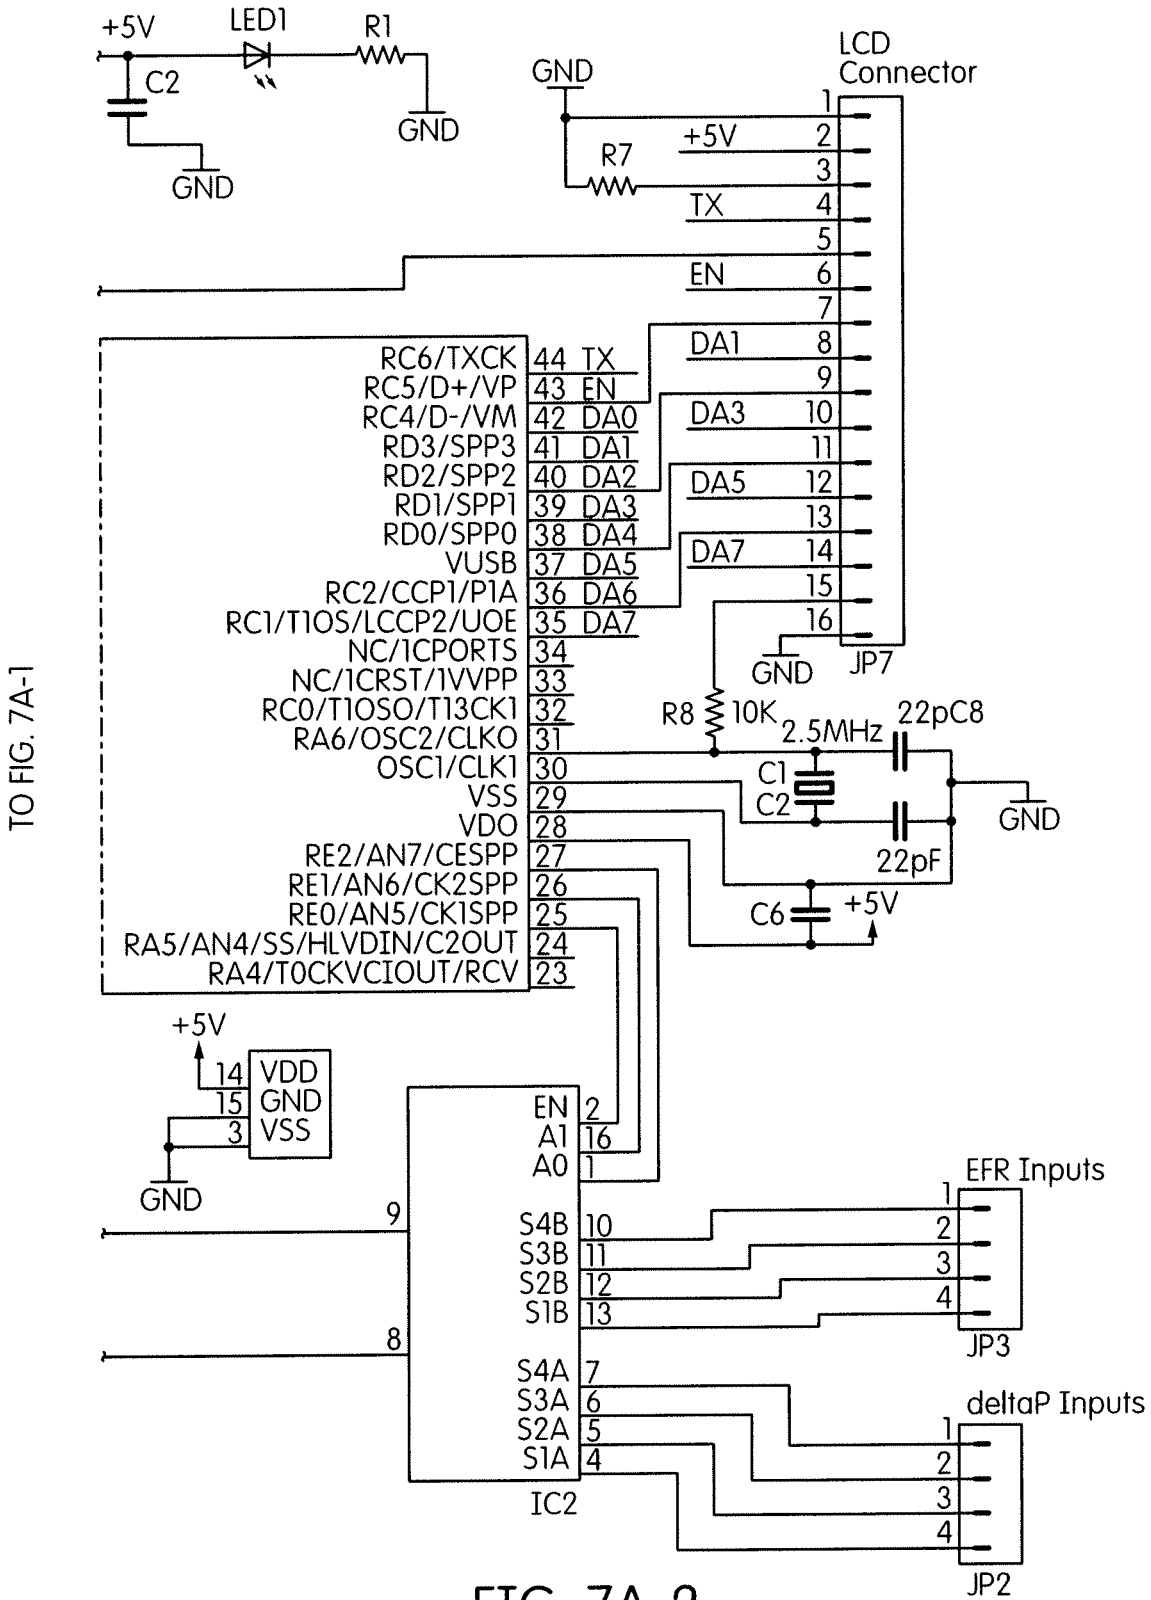 +5V
LED1
R1
C2
GND
GND
LCD
Connector
GND
1
+5V
2
R7
3
TX
4
5
EN
6
7
DA1
8
9
DA3
10
11
DA5
12
13
DA7
14
15
16
GND
JP7
RC6/TXCK 44 TX
RC5/D+/VP 43 EN
RC4/D-/VM 42 DA0
RD3/SPP3 41 DA1
RD2/SPP2 40 DA2
RD1/SPP1 39 DA3
RD0/SPP0 38 DA4
VUSB 37 DA5
RC2/CCP1/P1A 36 DA6
RC1/T1OS/LCCP2/UOE 35 DA7
NC/1CPORTS 34
NC/1CRST/1VVPP 33
RC0/T1OSO/T13CK1 32
RA6/OSC2/CLKO 31
OSC1/CLK1 30
VSS 29
VDO 28
RE2/AN7/CESPP 27
RE1/AN6/CK2SPP 26
RE0/AN5/CK1SPP 25
RA5/AN4/SS/HLVDIN/C2OUT 24
RA4/T0CKVCIOUT/RCV 23
TO FIG. 7A-1
R8 10K
2.5MHz
22pC8
C1
C2
GND
22pF
C6
+5V
+5V
14 VDD
15 GND
3 VSS
GND
EN 2
A1 16
A0 1
9
S4B 10
S3B 11
S2B 12
S1B 13
8
S4A 7
S3A 6
S2A 5
S1A 4
IC2
EFR Inputs
1
2
3
4
JP3
deltaP Inputs
1
2
3
4
JP2
FIG. 7A-2